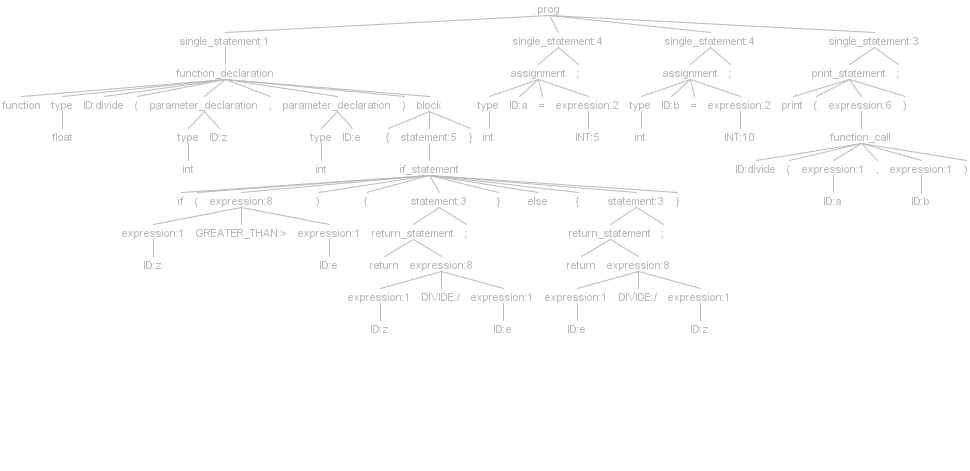 prog
single_statement:1 single_statement:4 single_statement:4 single_statement:3
function_declaration assignment ; assignment ; print_statement ;
function type ID:divide ( parameter_declaration , parameter_declaration ) block type ID:a = expression:2 type ID:b = expression:2 print ( expression:6 )
float type ID:z type ID:e { statement:5 } int INT:5 int INT:10 function_call
int int if_statement ID:divide ( expression:1 , expression:1 )
if ( expression:8 ) { statement:3 } else { statement:3 } ID:a ID:b
expression:1 GREATER_THAN:> expression:1 return_statement ; return_statement ;
ID:z ID:e return expression:8 return expression:8
expression:1 DIVIDE:/ expression:1 expression:1 DIVIDE:/ expression:1
ID:z ID:e ID:e ID:z